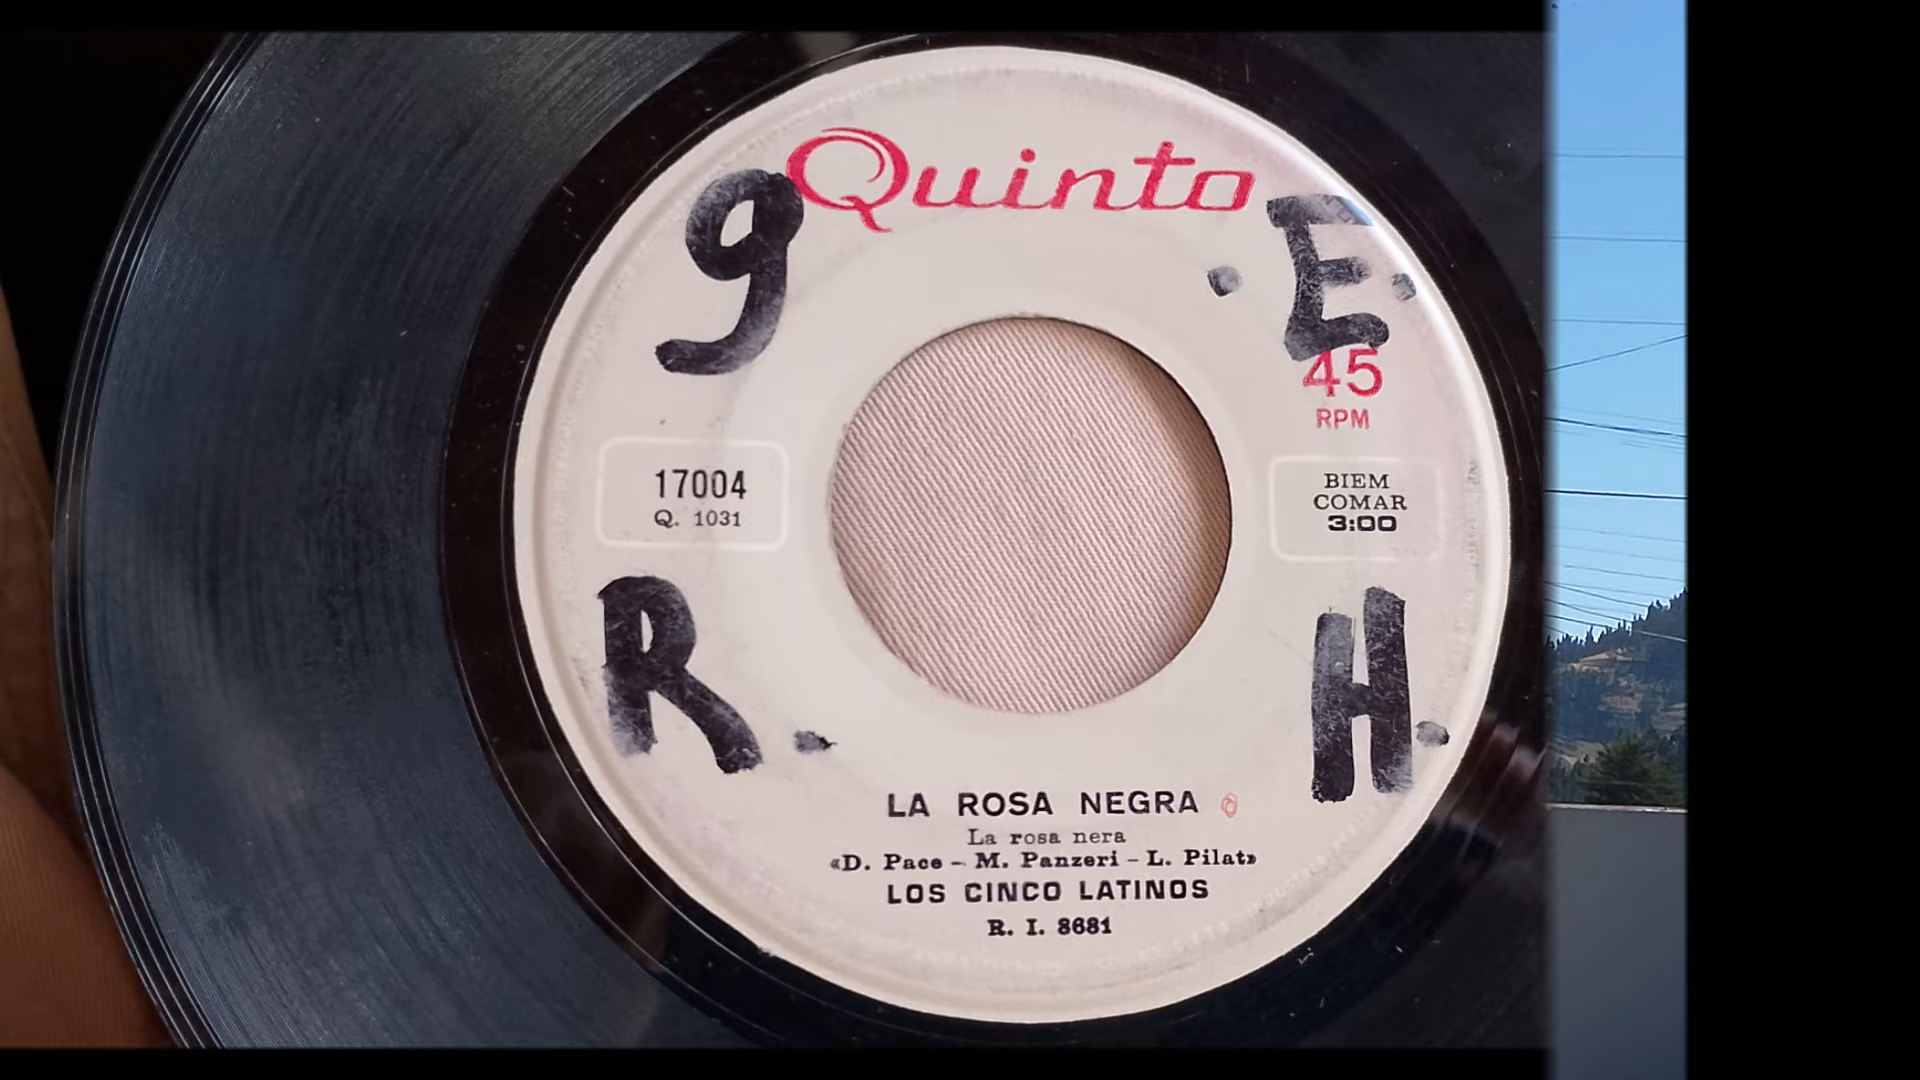 Quinto
9
.E.
45
RPM
17004
Q. 1031
BIEM
COMAR
3:00
R.
H.
LA ROSA NEGRA
La rosa nera
«D. Pace - M. Panzeri - L. Pilat»
LOS CINCO LATINOS
R. I. 8681